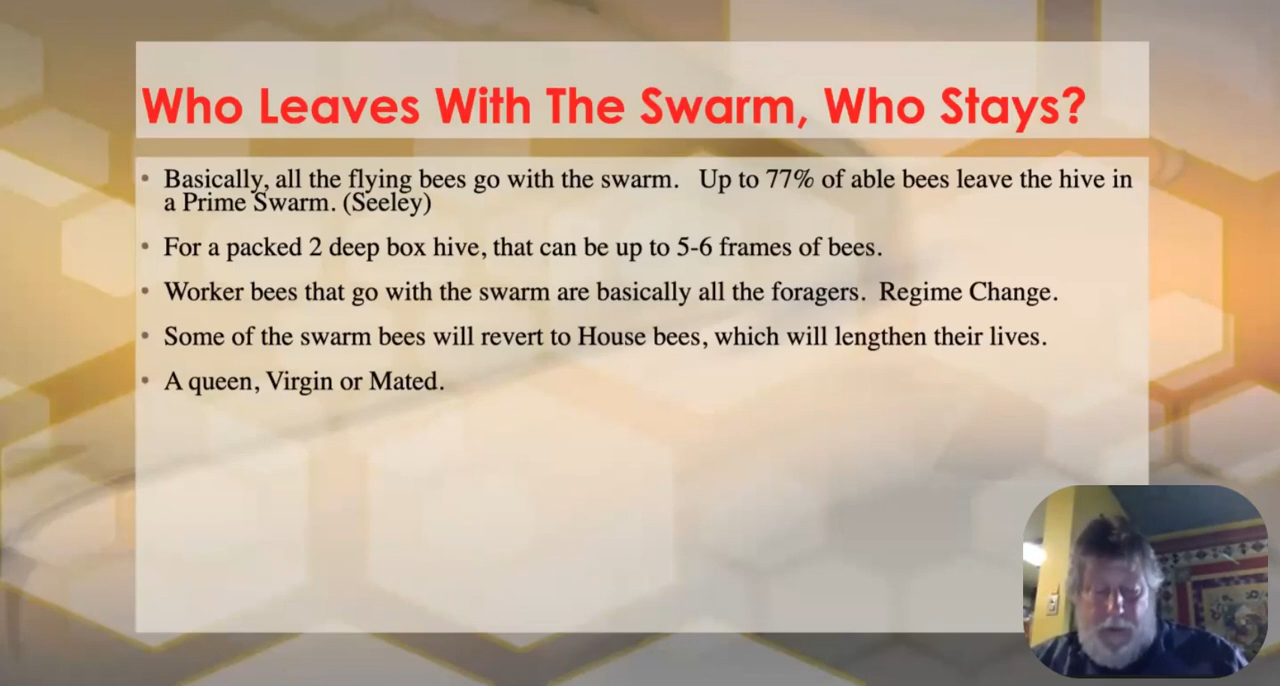 Who Leaves With The Swarm, Who Stays?
• Basically, all the flying bees go with the swarm. Up to 77% of able bees leave the hive in
a Prime Swarm. (Seeley)
• For a packed 2 deep box hive, that can be up to 5-6 frames of bees.
• Worker bees that go with the swarm are basically all the foragers. Regime Change.
• Some of the swarm bees will revert to House bees, which will lengthen their lives.
• A queen, Virgin or Mated.